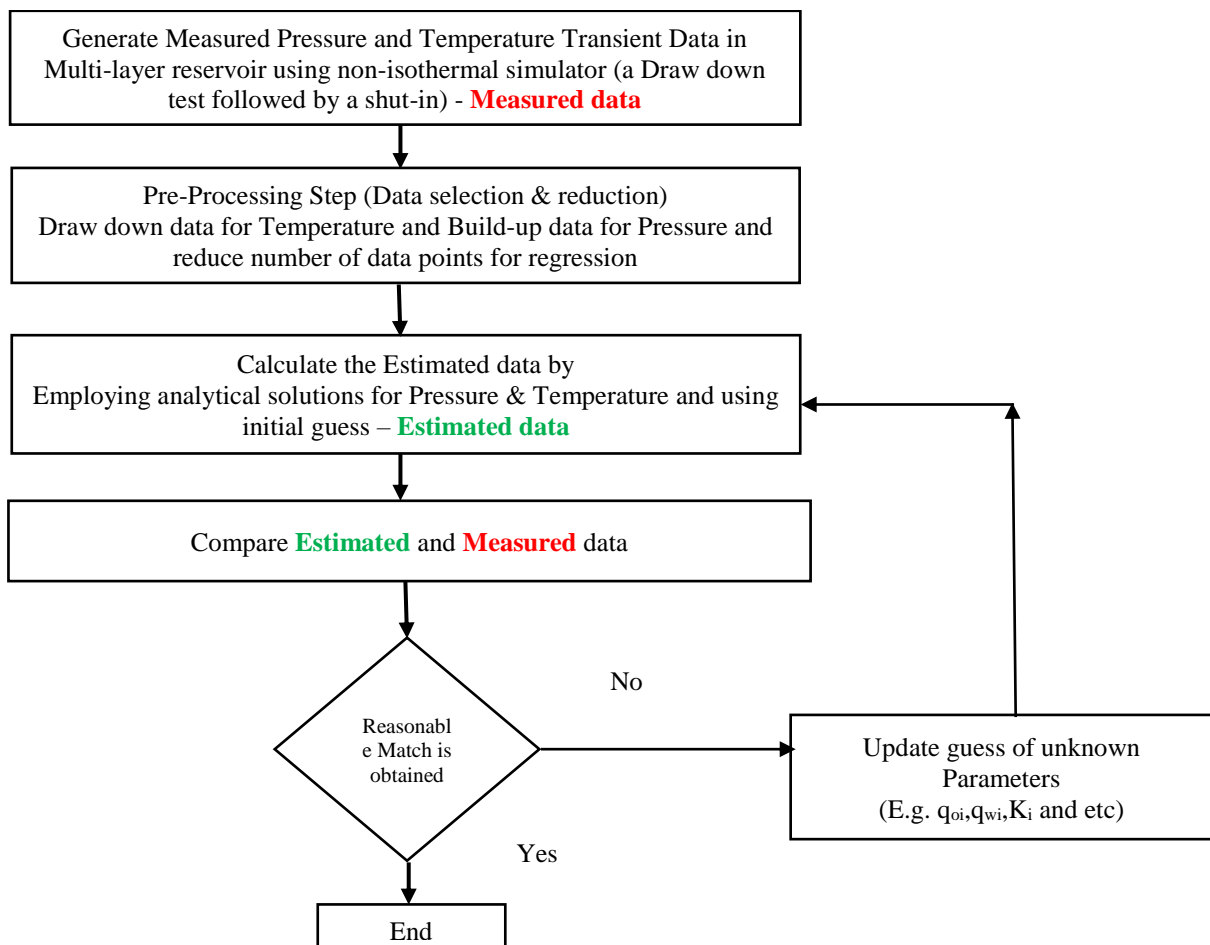 Generate Measured Pressure and Temperature Transient Data in
Multi-layer reservoir using non-isothermal simulator (a Draw down
test followed by a shut-in) - Measured data
Pre-Processing Step (Data selection & reduction)
Draw down data for Temperature and Build-up data for Pressure and
reduce number of data points for regression
Calculate the Estimated data by
Employing analytical solutions for Pressure & Temperature and using
initial guess – Estimated data
Compare Estimated and Measured data
Reasonabl
e Match is
obtained
No
Update guess of unknown
Parameters
(E.g. qoi,qwi,Ki and etc)
Yes
End